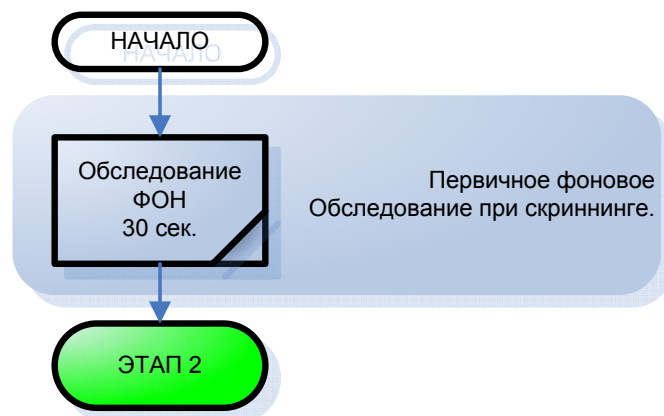 НАЧАЛО
Обследование
ФОН
30 сек.
Первичное фоновое
Обследование при скриннинге.
ЭТАП 2